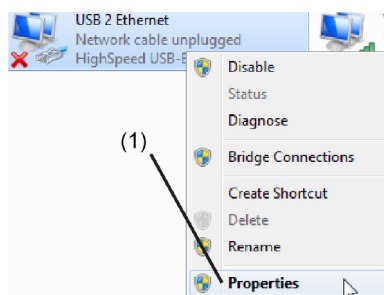 USB 2 Ethernet
Network cable unplugged
HighSpeed USB-E
Disable
Status
Diagnose
(1)
Bridge Connections
Create Shortcut
Delete
Rename
Properties